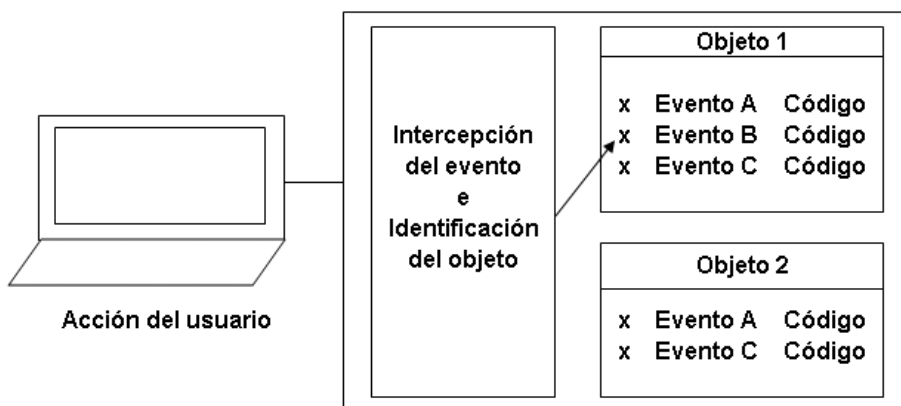 Acción del usuario
Intercepción
del evento
e
Identificación
del objeto
Objeto 1
x Evento A Código
x Evento B Código
x Evento C Código
Objeto 2
x Evento A Código
x Evento C Código